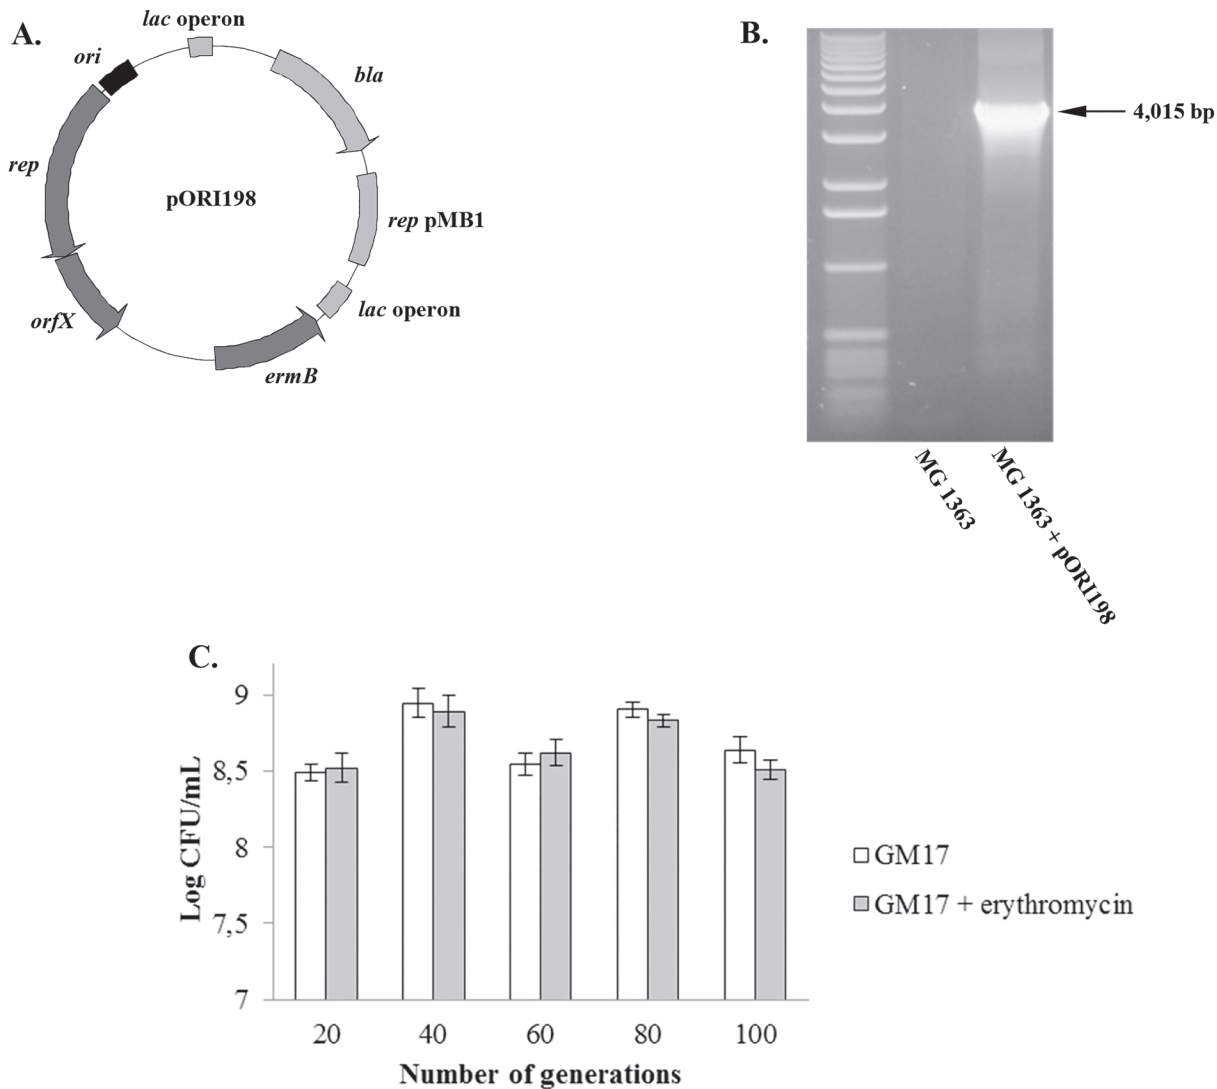 A.
lac operon
ori
bla
rep
pORI198
rep pMB1
lac operon
orfX
ermB
B.
4,015 bp
MG 1363
MG 1363 + pORI198
C.
9
8,5
8
7,5
7
Log CFU/mL
20 40 60 80 100
Number of generations
GM17
GM17 + erythromycin